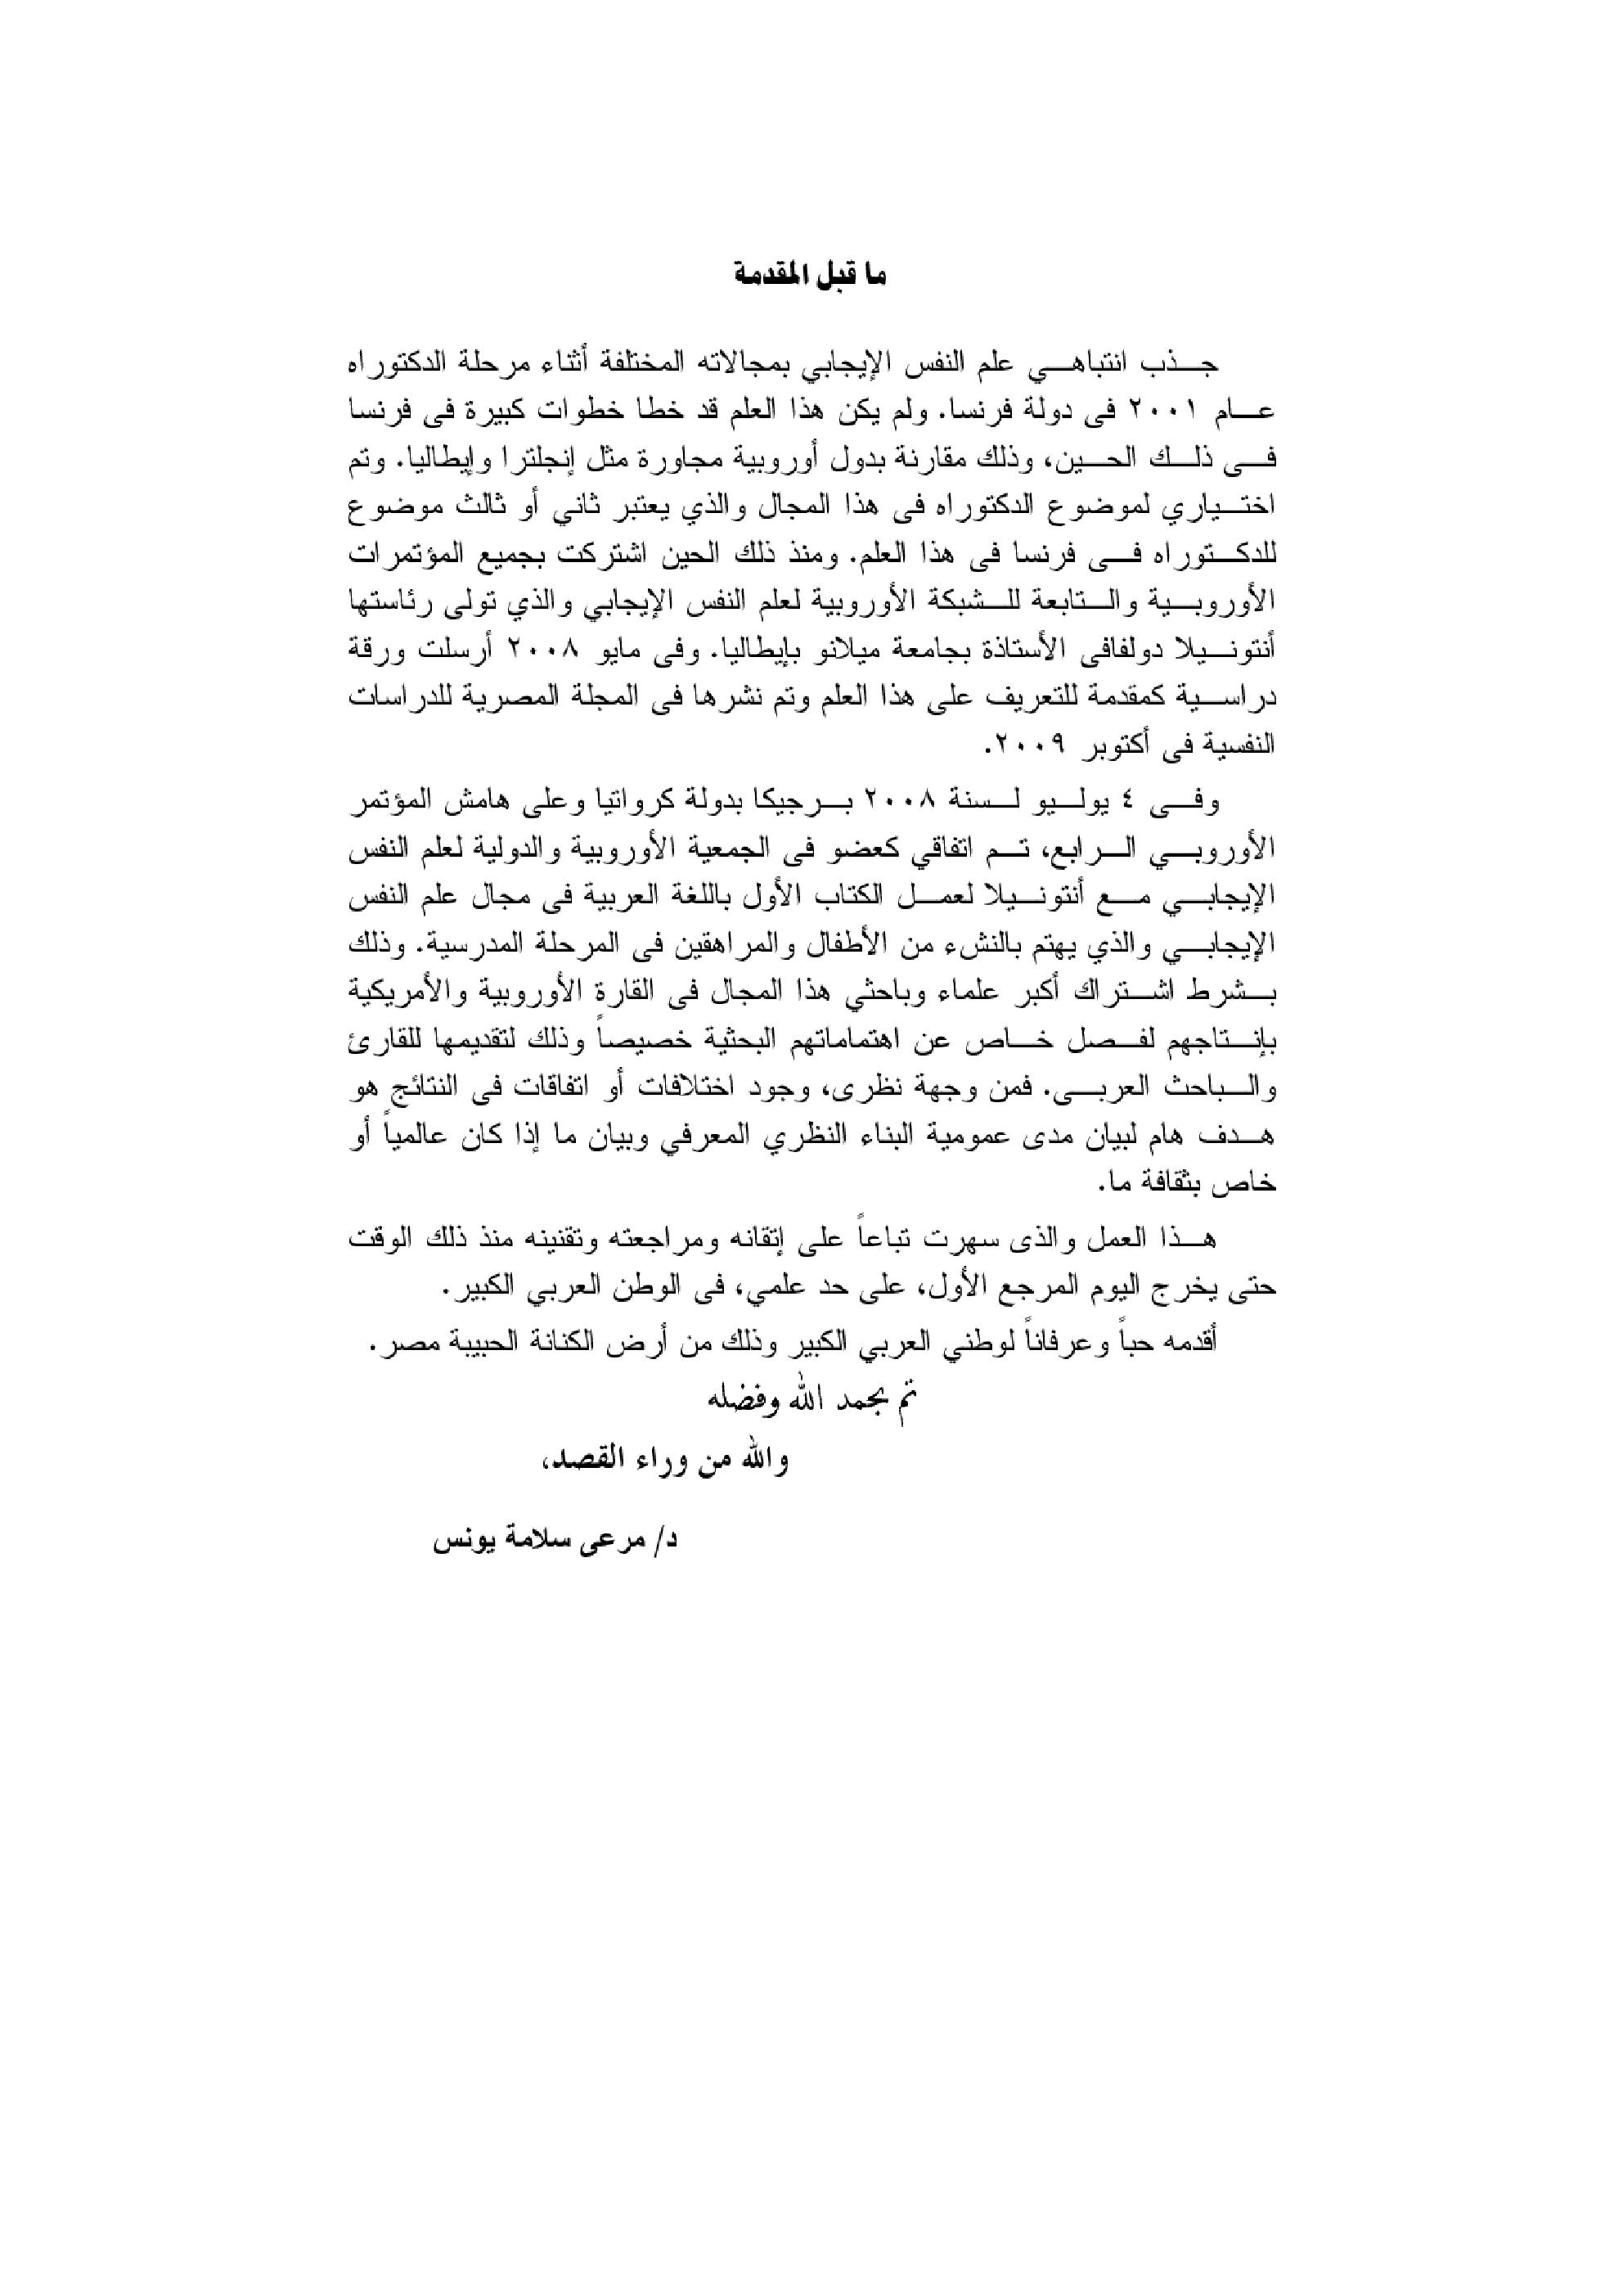 ما قبل المقدمة
جذب انتباهي علم النفس الإيجابي بمجالاته المختلفة أثناء مرحلة الدكتوراه
عام ٢٠٠١ فى دولة فرنسا. ولم يكن هذا العلم قد خطا خطوات كبيرة فى فرنسا
فى ذلك الحين، وذلك مقارنة بدول أوروبية مجاورة مثل إنجلترا وإيطاليا. وتم
اختياري لموضوع الدكتوراه فى هذا المجال والذي يعتبر ثاني أو ثالث موضوع
للدكتوراه فى فرنسا فى هذا العلم. ومنذ ذلك الحين اشتركت بجميع المؤتمرات
الأوروبية والتابعة للشبكة الأوروبية لعلم النفس الإيجابي والذي تولى رئاستها
أنتونيلا دولفافى الأستاذة بجامعة ميلانو بإيطاليا. وفى مايو ٢٠٠٨ أرسلت ورقة
دراسية كمقدمة للتعريف على هذا العلم وتم نشرها فى المجلة المصرية للدراسات
النفسية فى أكتوبر ٢٠٠٩.
وفى ٤ يوليو لسنة ٢٠٠٨ برجيكا بدولة كرواتيا وعلى هامش المؤتمر
الأوروبي الرابع، تم اتفاقي كعضو فى الجمعية الأوروبية والدولية لعلم النفس
الإيجابي مع أنتونيلا لعمل الكتاب الأول باللغة العربية فى مجال علم النفس
الإيجابي والذي يهتم بالنشء من الأطفال والمراهقين فى المرحلة المدرسية. وذلك
بشرط اشتراك أكبر علماء وباحثي هذا المجال فى القارة الأوروبية والأمريكية
بإنتاجهم لفصل خاص عن اهتماماتهم البحثية خصيصاً وذلك لتقديمها للقارئ
والباحث العربى. فمن وجهة نظرى، وجود اختلافات أو اتفاقات فى النتائج هو
هدف هام لبيان مدى عمومية البناء النظري المعرفي وبيان ما إذا كان عالمياً أو
خاص بثقافة ما.
هذا العمل والذى سهرت تباعاً على إتقانه ومراجعته وتقنينه منذ ذلك الوقت
حتى يخرج اليوم المرجع الأول، على حد علمي، فى الوطن العربي الكبير.
أقدمه حباً وعرفاناً لوطني العربي الكبير وذلك من أرض الكنانة الحبيبة مصر.
تم بحمد الله وفضله
والله من وراء القصد،
د/ مرعى سلامة يونس